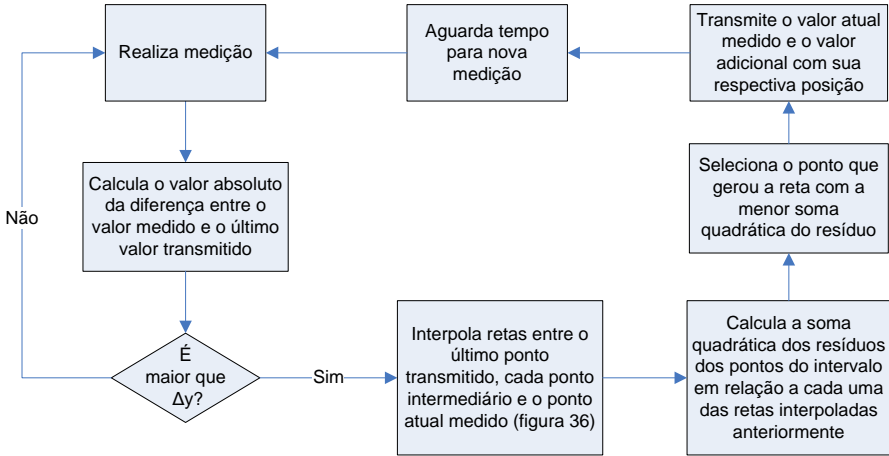 Realiza medição
Aguarda tempo
para nova
medição
Transmite o valor atual
medido e o valor
adicional com sua
respectiva posição
Calcula o valor absoluto
da diferença entre o
valor medido e o último
valor transmitido
Seleciona o ponto que
gerou a reta com a
menor soma
quadrática do resíduo
Não
É
maior que
Δy?
Sim
Interpola retas entre o
último ponto
transmitido, cada ponto
intermediário e o ponto
atual medido (figura 36)
Calcula a soma
quadrática dos resíduos
dos pontos do intervalo
em relação a cada uma
das retas interpoladas
anteriormente